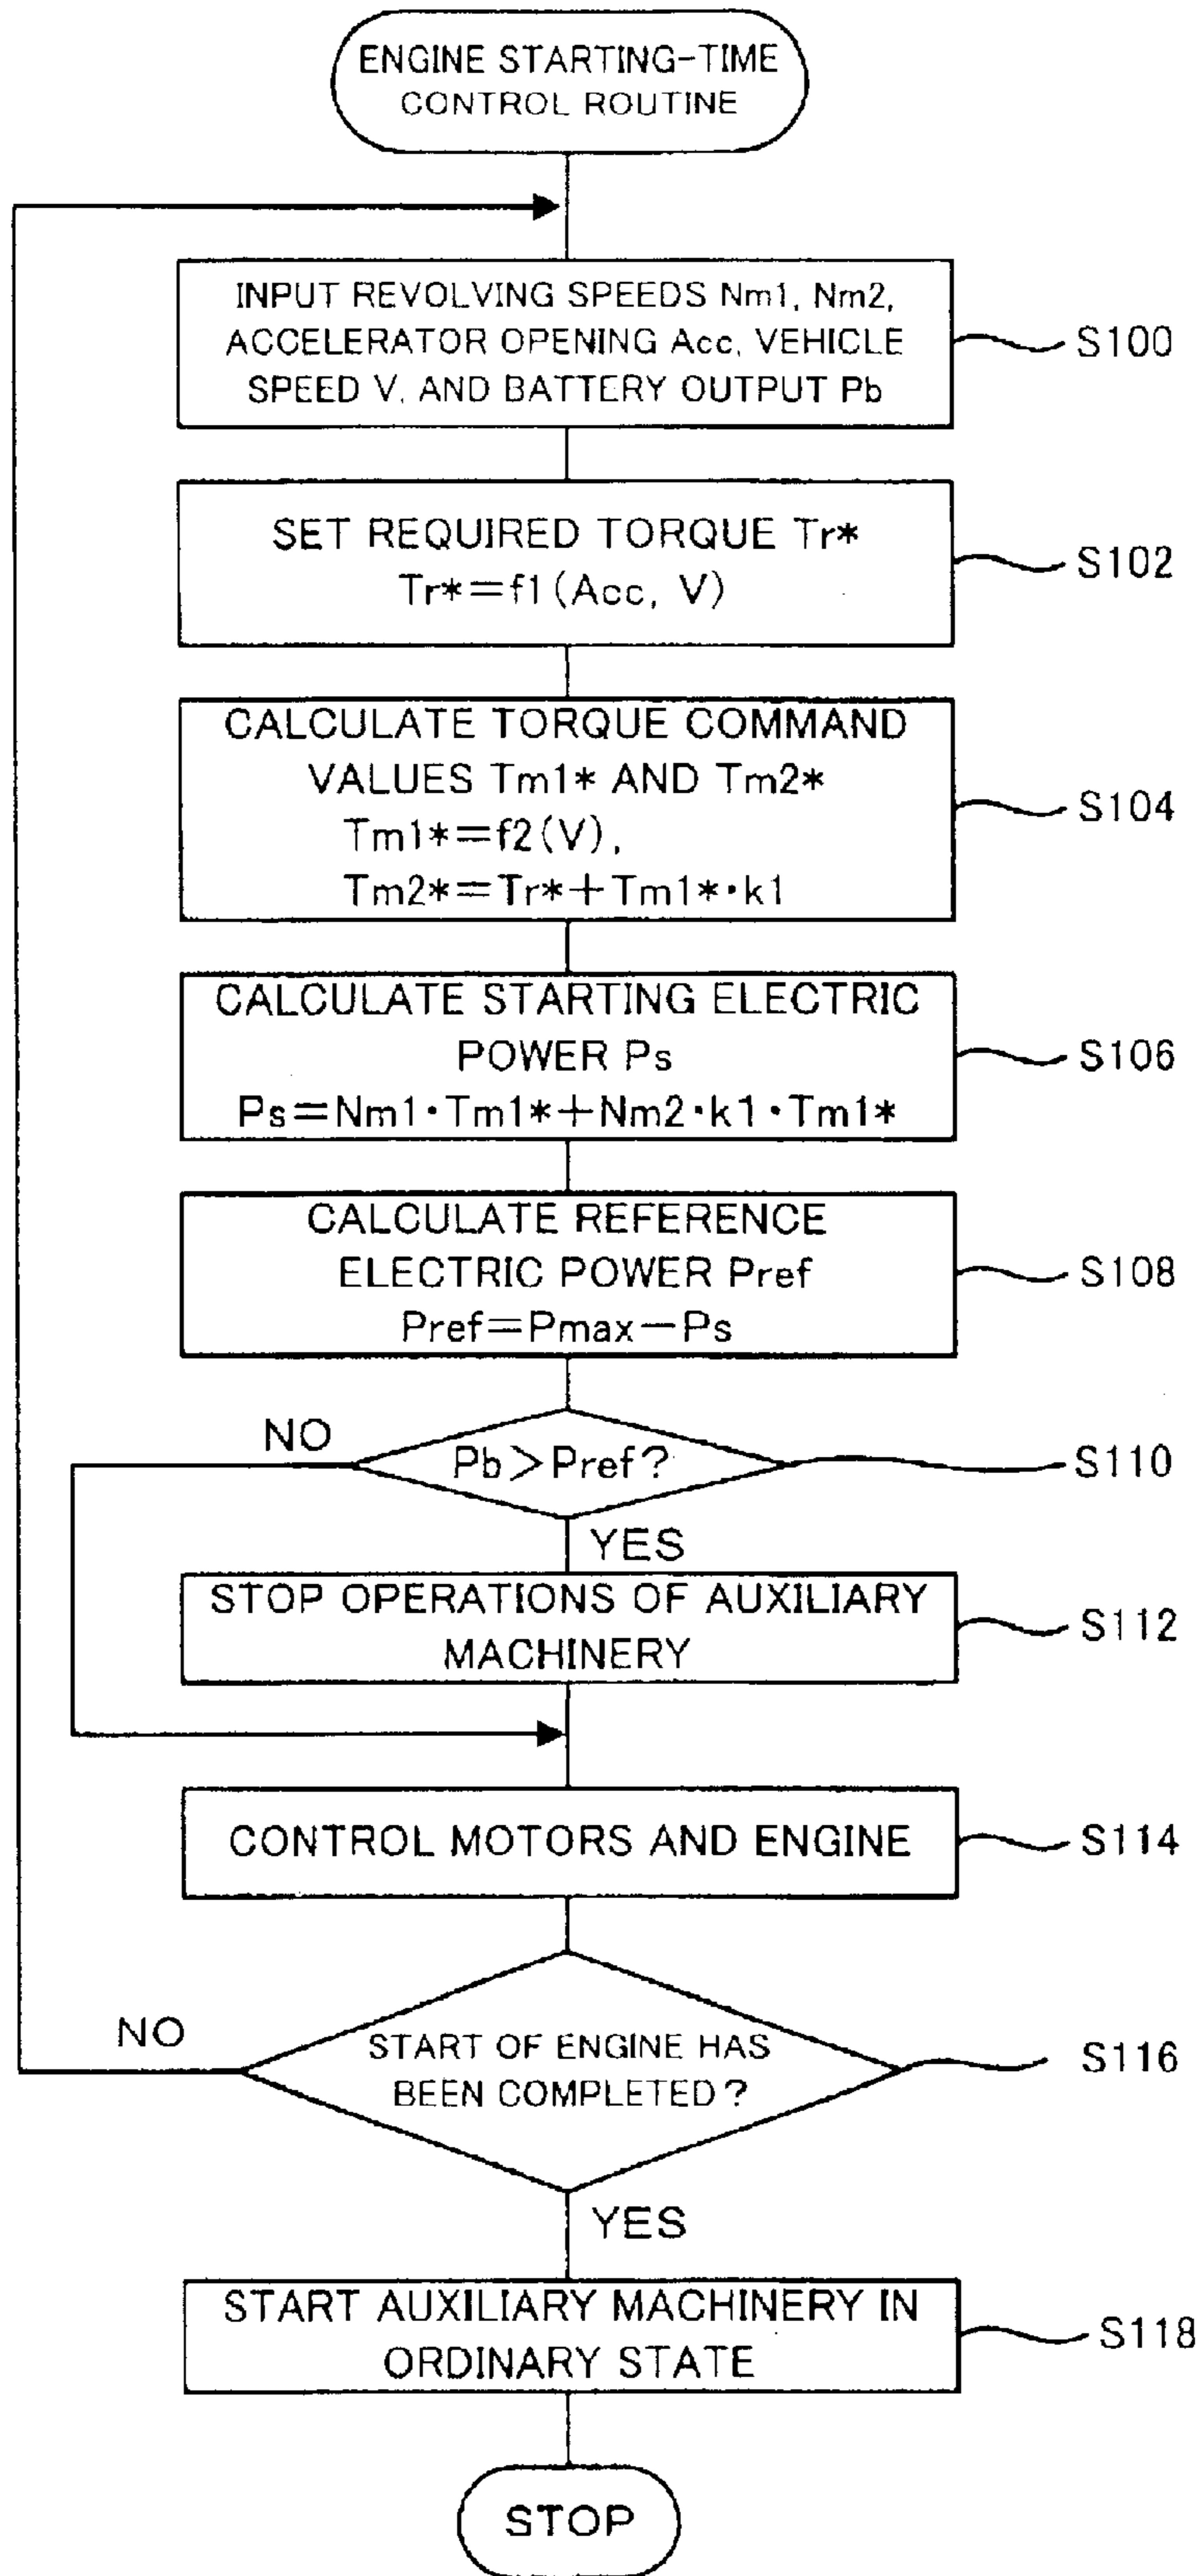 ENGINE STARTING-TIME
CONTROL ROUTINE
INPUT REVOLVING SPEEDS Nm1, Nm2,
ACCELERATOR OPENING Acc, VEHICLE
SPEED V, AND BATTERY OUTPUT Pb
S100
SET REQUIRED TORQUE Tr*
Tr*=f1(Acc, V)
S102
CALCULATE TORQUE COMMAND
VALUES Tm1* AND Tm2*
Tm1*=f2(V),
Tm2*=Tr*+Tm1*·k1
S104
CALCULATE STARTING ELECTRIC
POWER Ps
Ps=Nm1·Tm1*+Nm2·k1·Tm1*
S106
CALCULATE REFERENCE
ELECTRIC POWER Pref
Pref=Pmax−Ps
S108
NO
Pb>Pref?
S110
YES
STOP OPERATIONS OF AUXILIARY
MACHINERY
S112
CONTROL MOTORS AND ENGINE
S114
NO
START OF ENGINE HAS
BEEN COMPLETED?
S116
YES
START AUXILIARY MACHINERY IN
ORDINARY STATE
S118
STOP